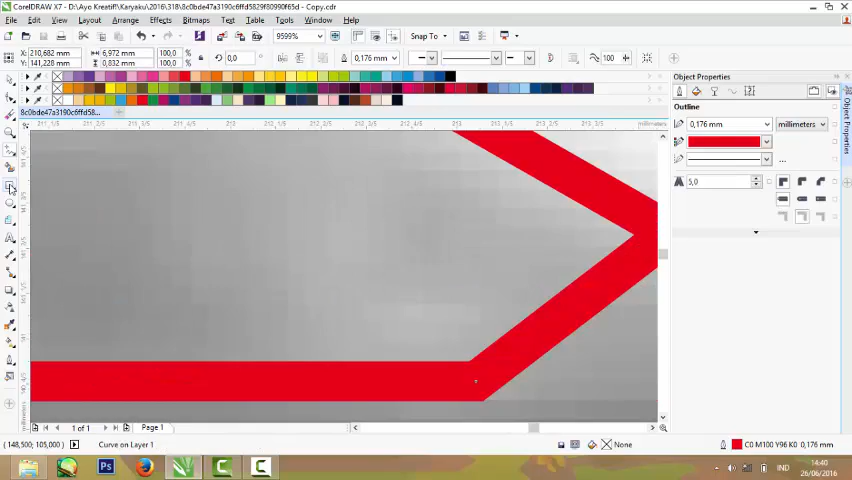 CorelDRAW X7 - [D:\Ayo Kreatif!\Karyaku\2016\318\8c0bde47a3190c6ffd5829f80990f65d - Copy.cdr
File Edit View Layout Arrange Effects Bitmaps Text Table Tools Window Help
9599% Snap To
X: 210,682 mm 6,972 mm 100,0 % 0,0 ° 0,176 mm 100
Y: 141,228 mm 0,832 mm 100,0 %
Object Properties
8c0bde47a3190c6ffd58...
Outline
millimeters
0,176 mm millimeters
...
5,0
Object Properties
millimeters
1 of 1 Page 1
(148,500; 105,000) Curve on Layer 1 None C0 M100 Y96 K0 0,176 mm
Ps IND 14:40
26/06/2016